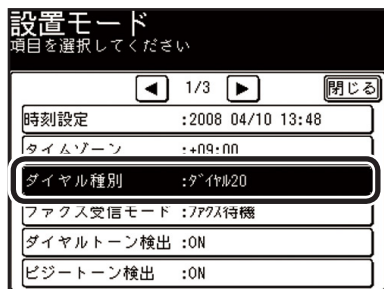 設置モード
項目を選択してください
◀ 1/3 ▶ 閉じる
時刻設定 :2008 04/10 13:48
タイムゾーン :+09:00
ダイヤル種別 :ﾀﾞｲﾔﾙ20
ファクス受信モード :ﾌｧｸｽ待機
ダイヤルトーン検出 :ON
ビジートーン検出 :ON